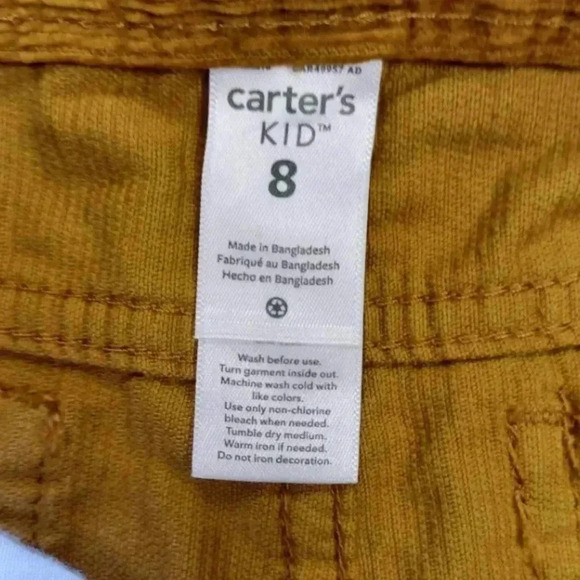 carter's
KID™
8
Made in Bangladesh
Fabriqué au Bangladesh
Hecho en Bangladesh
Wash before use.
Turn garment inside out.
Machine wash cold with
like colors.
Use only non-chlorine
bleach when needed.
Tumble dry medium.
Warm iron if needed.
Do not iron decoration.